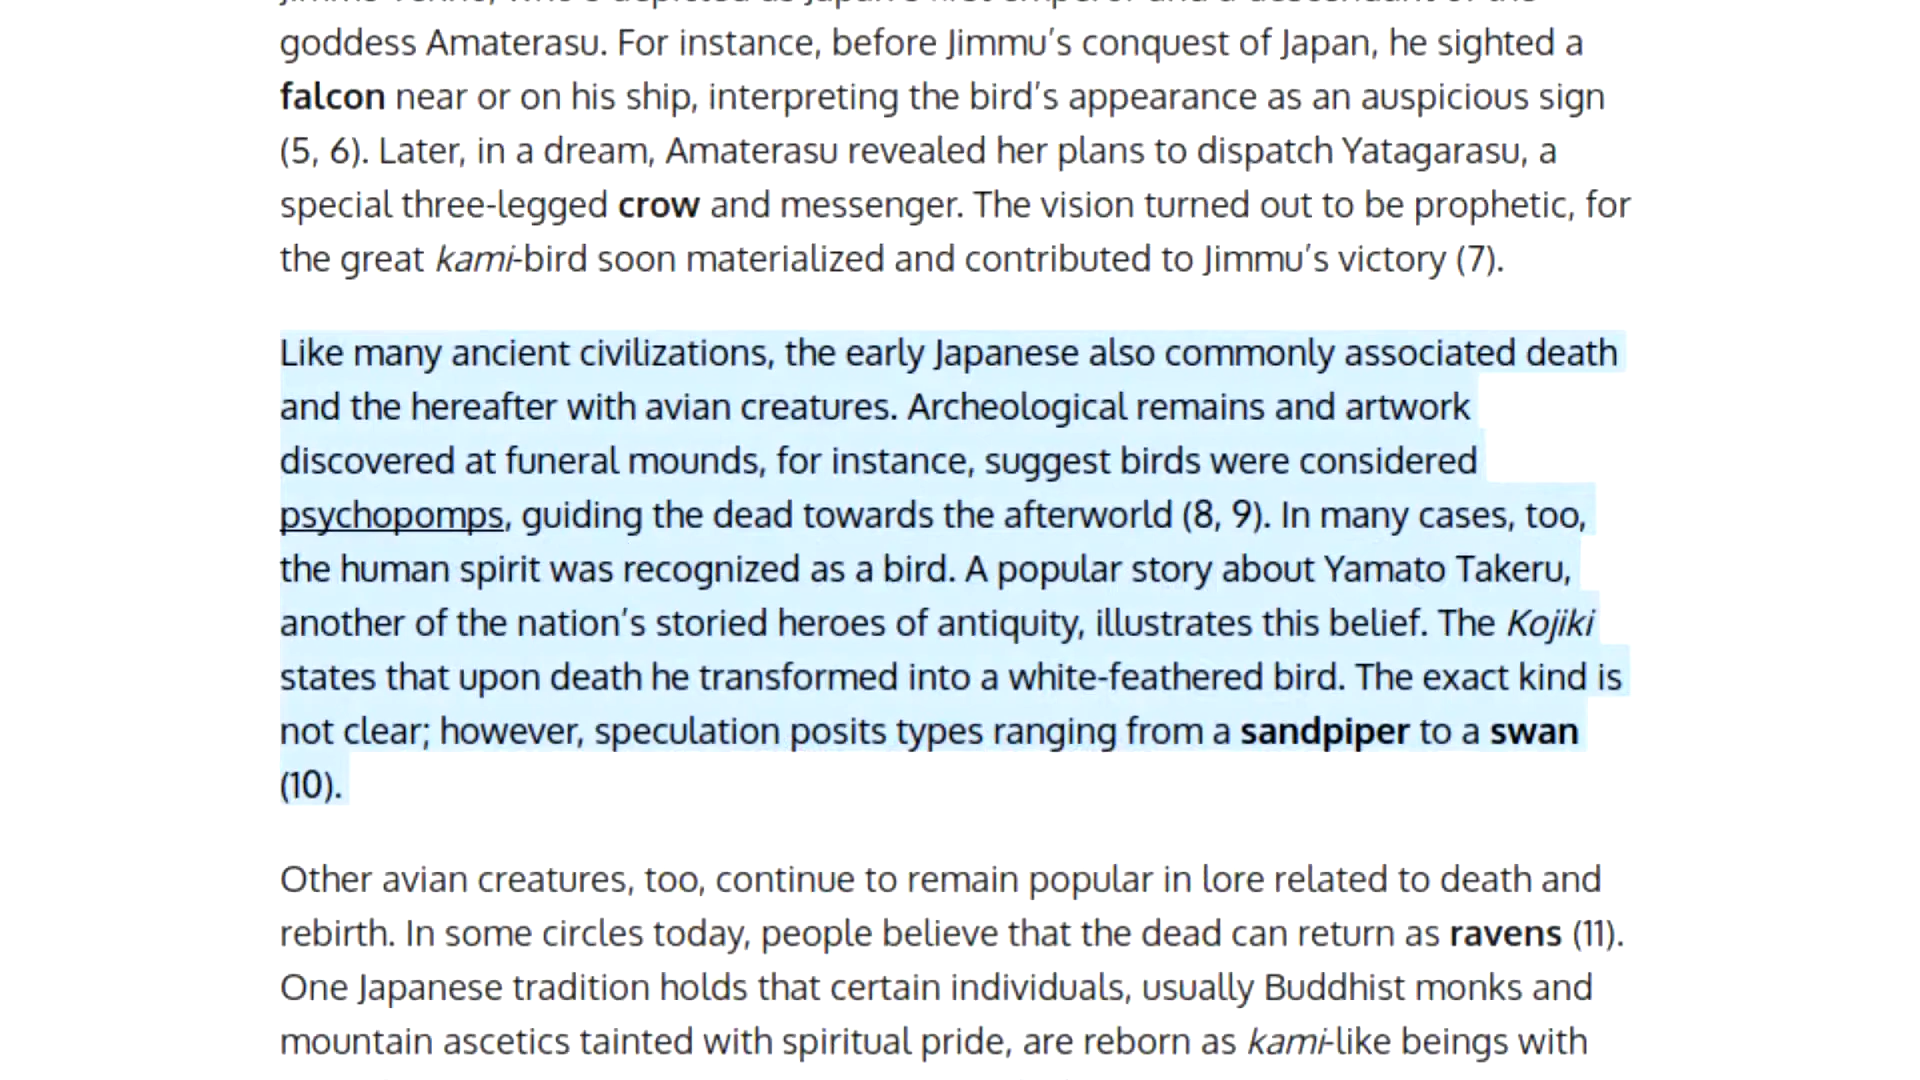 goddess Amaterasu. For instance, before Jimmu’s conquest of Japan, he sighted a
falcon near or on his ship, interpreting the bird’s appearance as an auspicious sign
(5, 6). Later, in a dream, Amaterasu revealed her plans to dispatch Yatagarasu, a
special three-legged crow and messenger. The vision turned out to be prophetic, for
the great kami-bird soon materialized and contributed to Jimmu’s victory (7).
Like many ancient civilizations, the early Japanese also commonly associated death
and the hereafter with avian creatures. Archeological remains and artwork
discovered at funeral mounds, for instance, suggest birds were considered
psychopomps, guiding the dead towards the afterworld (8, 9). In many cases, too,
the human spirit was recognized as a bird. A popular story about Yamato Takeru,
another of the nation’s storied heroes of antiquity, illustrates this belief. The Kojiki
states that upon death he transformed into a white-feathered bird. The exact kind is
not clear; however, speculation posits types ranging from a sandpiper to a swan
(10).
Other avian creatures, too, continue to remain popular in lore related to death and
rebirth. In some circles today, people believe that the dead can return as ravens (11).
One Japanese tradition holds that certain individuals, usually Buddhist monks and
mountain ascetics tainted with spiritual pride, are reborn as kami-like beings with